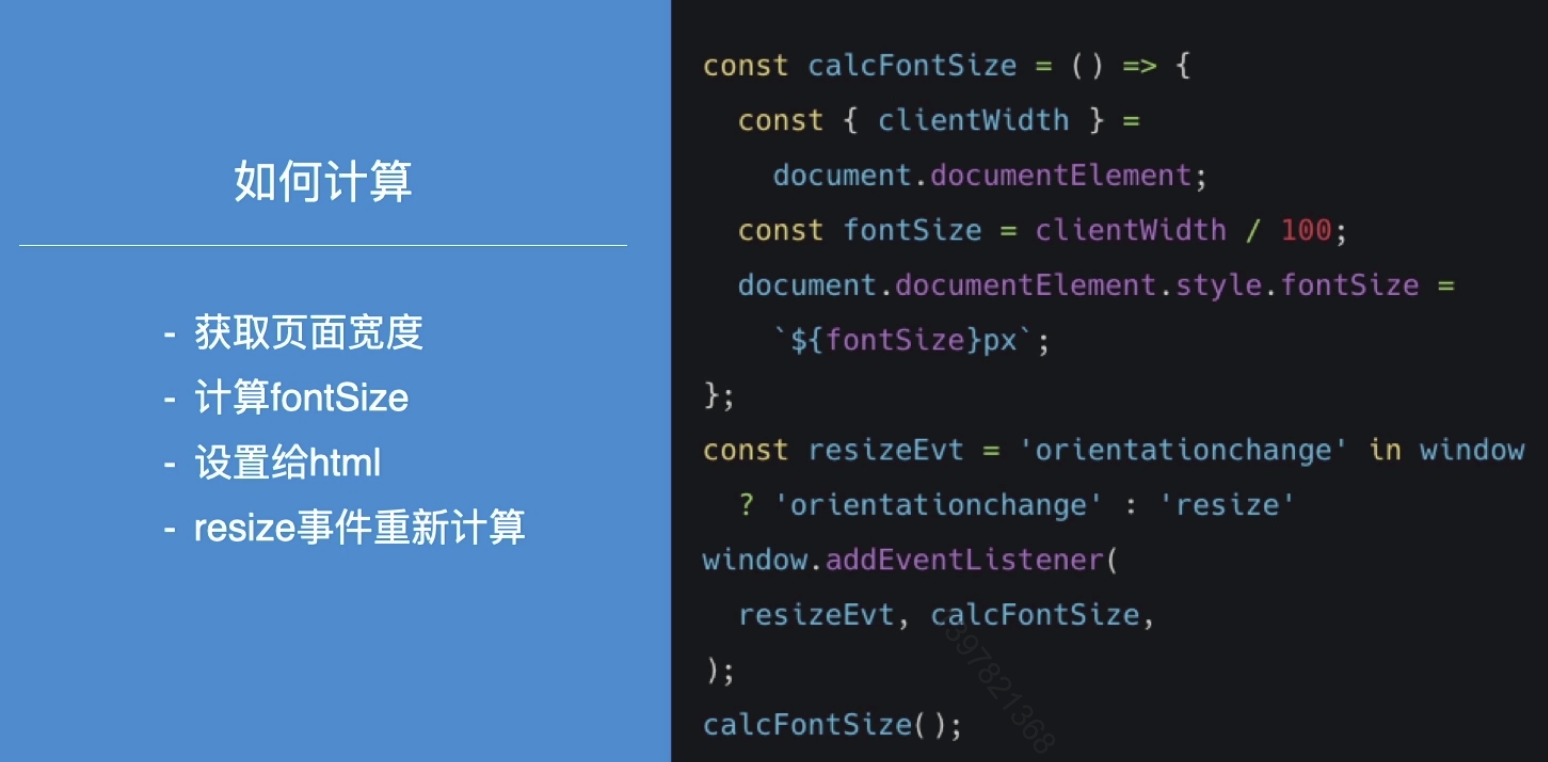 如何计算
- 获取页面宽度
- 计算fontSize
- 设置给html
- resize事件重新计算
const calcFontSize = () => {
  const { clientWidth } =
    document.documentElement;
  const fontSize = clientWidth / 100;
  document.documentElement.style.fontSize =
    `${fontSize}px`;
};
const resizeEvt = 'orientationchange' in window
  ? 'orientationchange' : 'resize'
window.addEventListener(
  resizeEvt, calcFontSize,
);
calcFontSize();
397821368